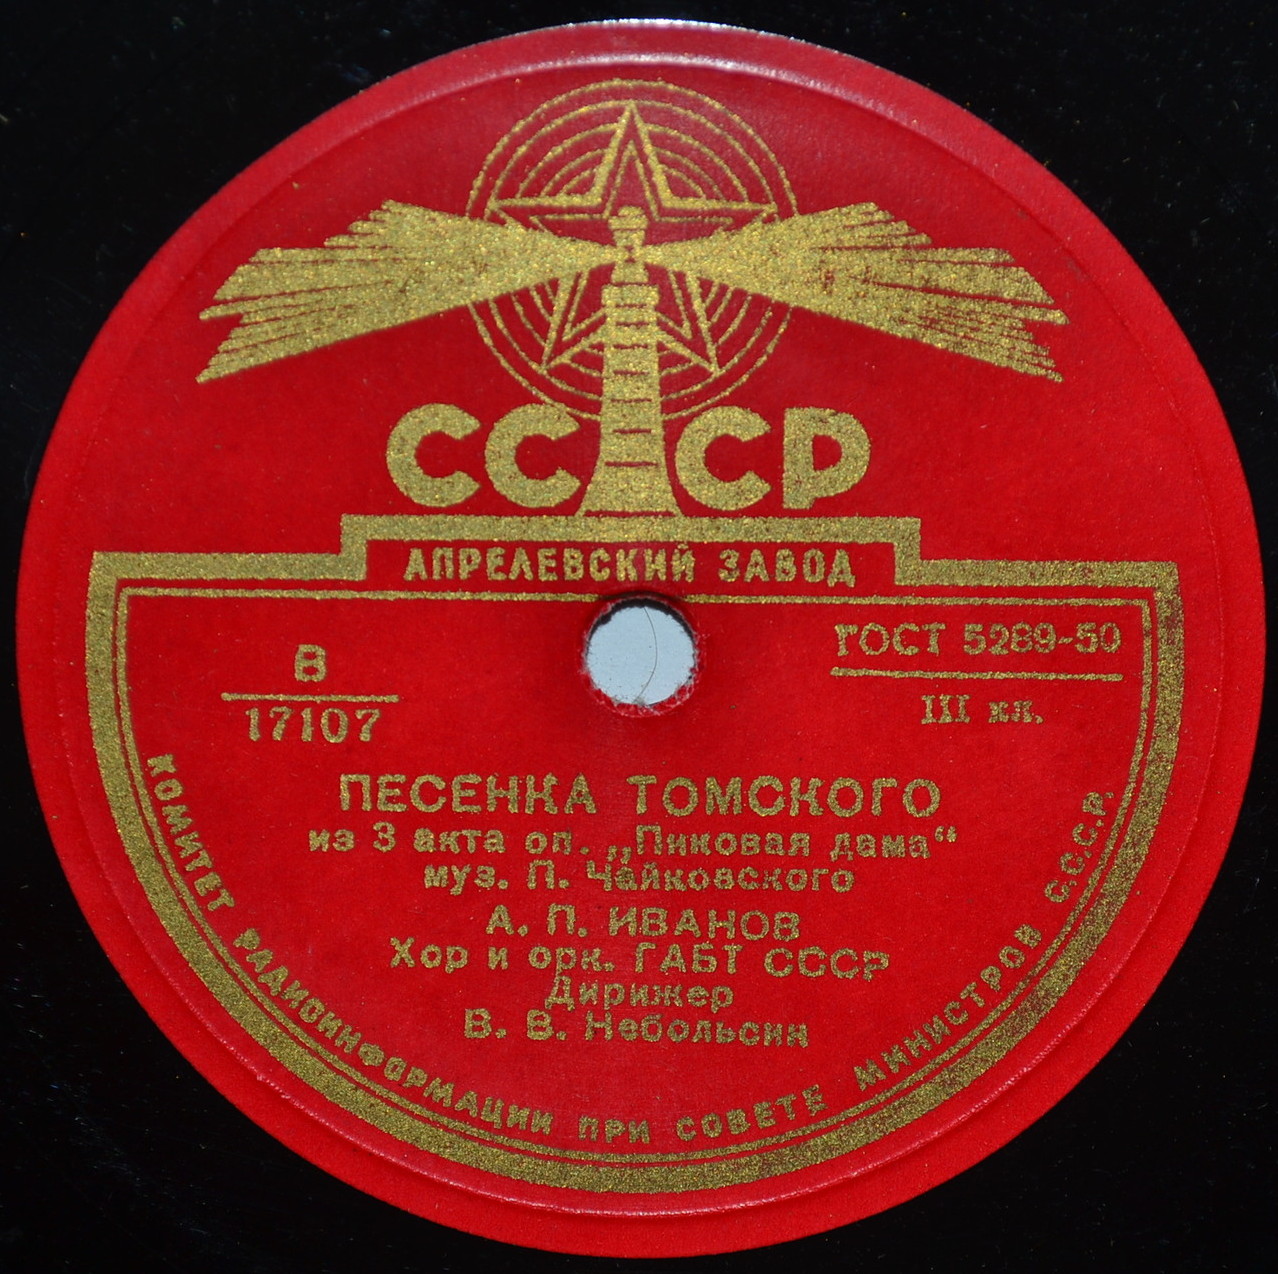 СССР
АПРЕЛЕВСКИЙ ЗАВОД
В
17107
ГОСТ 5289-50
III кл.
ПЕСЕНКА ТОМСКОГО
из 3 акта оп. „Пиковая дама“
муз. П. Чайковского
А. П. ИВАНОВ
Хор и орк. ГАБТ СССР
Дирижер
В. В. Небольсин
КОМИТЕТ РАДИОИНФОРМАЦИИ ПРИ СОВЕТЕ МИНИСТРОВ С.С.С.Р.